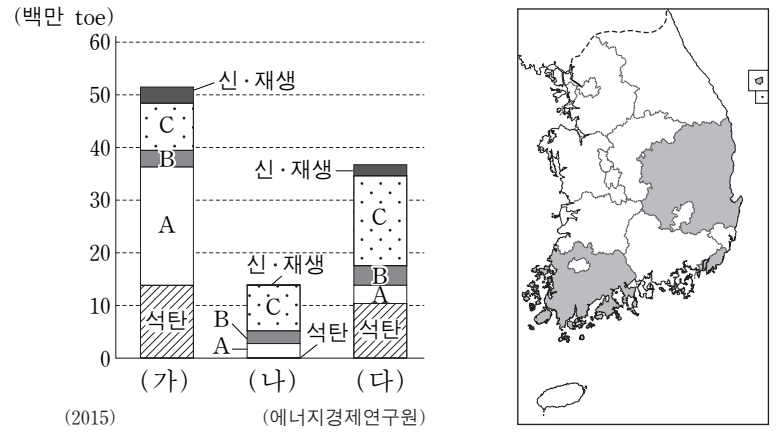 (백만 toe)
60
50
40
30
20
10
0
신·재생
C
B
A
석탄
(가)
신·재생
C
B
A
석탄
(나)
신·재생
C
B
A
석탄
(다)
(2015)
(에너지경제연구원)